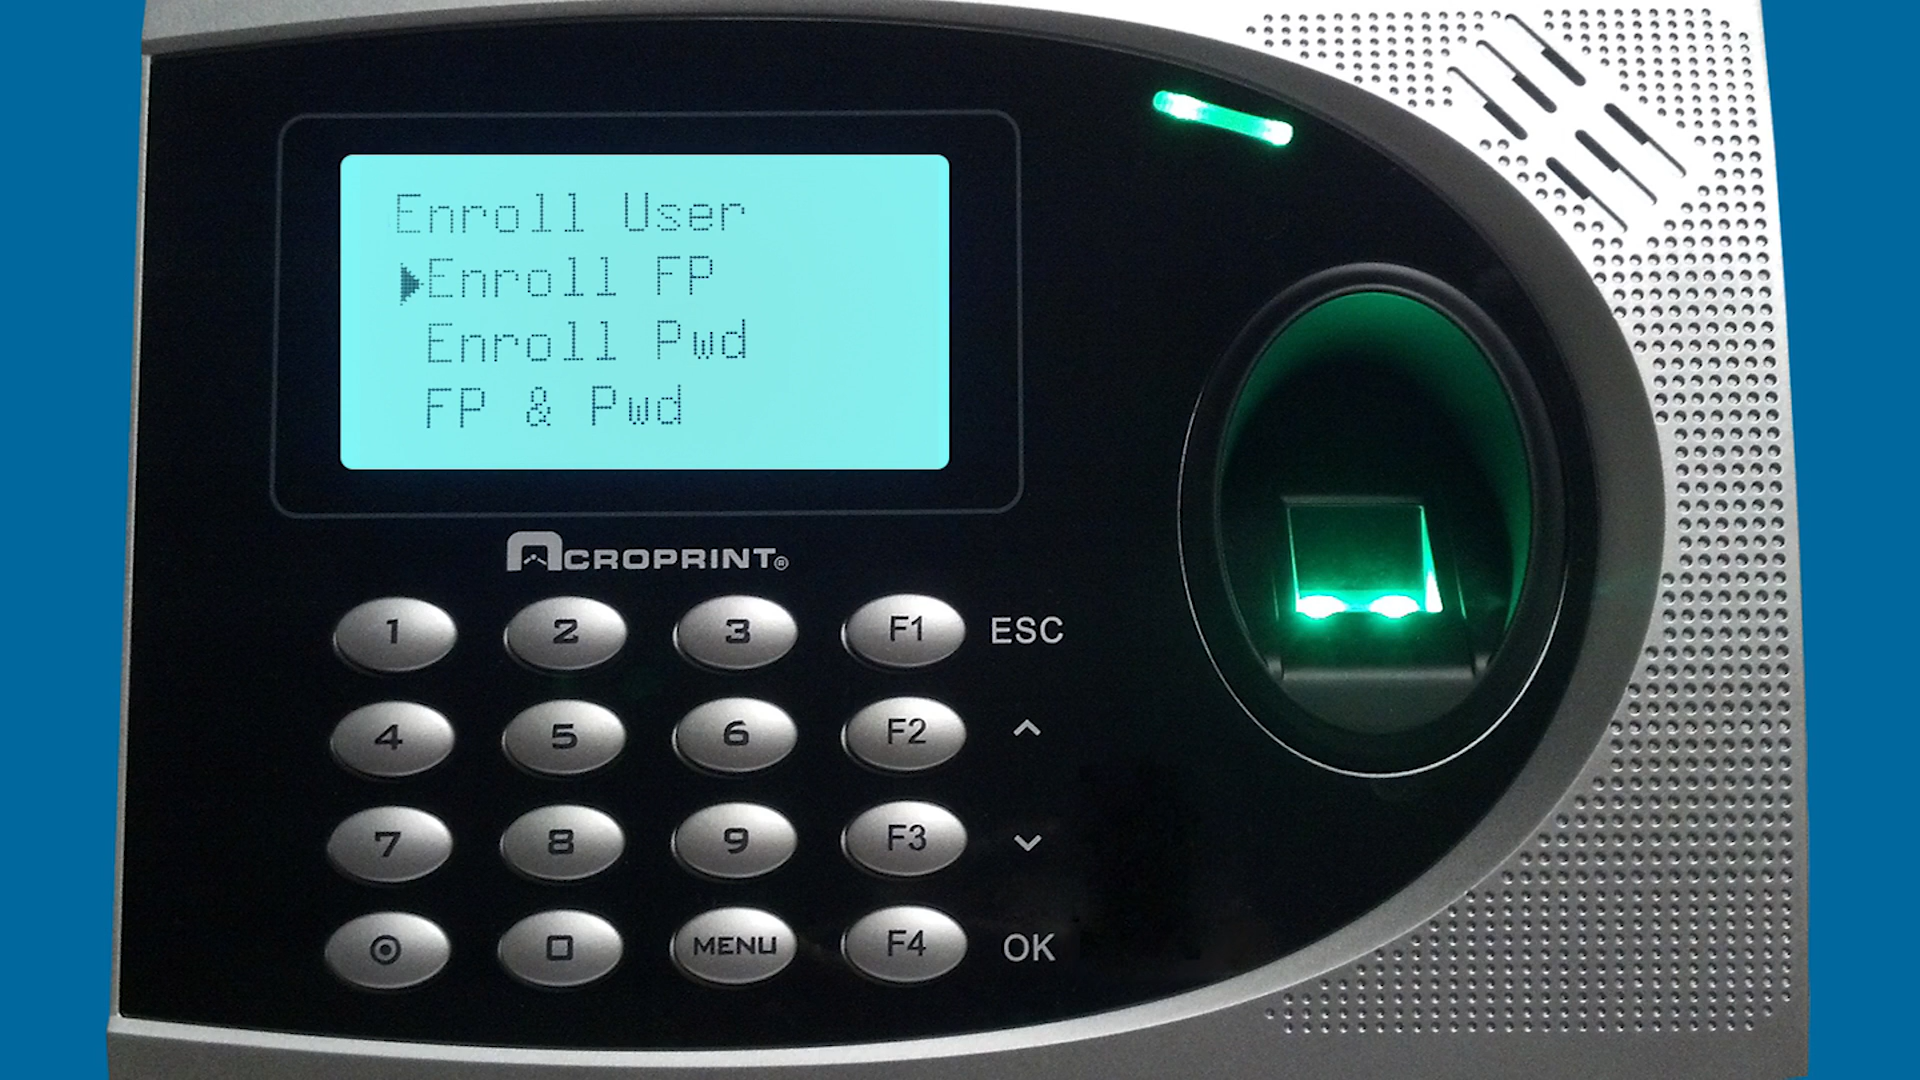 Enroll User
Enroll FP
Enroll Pwd
FP & Pwd
ACROPRINT®
1 2 3 F1 ESC
4 5 6 F2
7 8 9 F3
0 MENU F4 OK